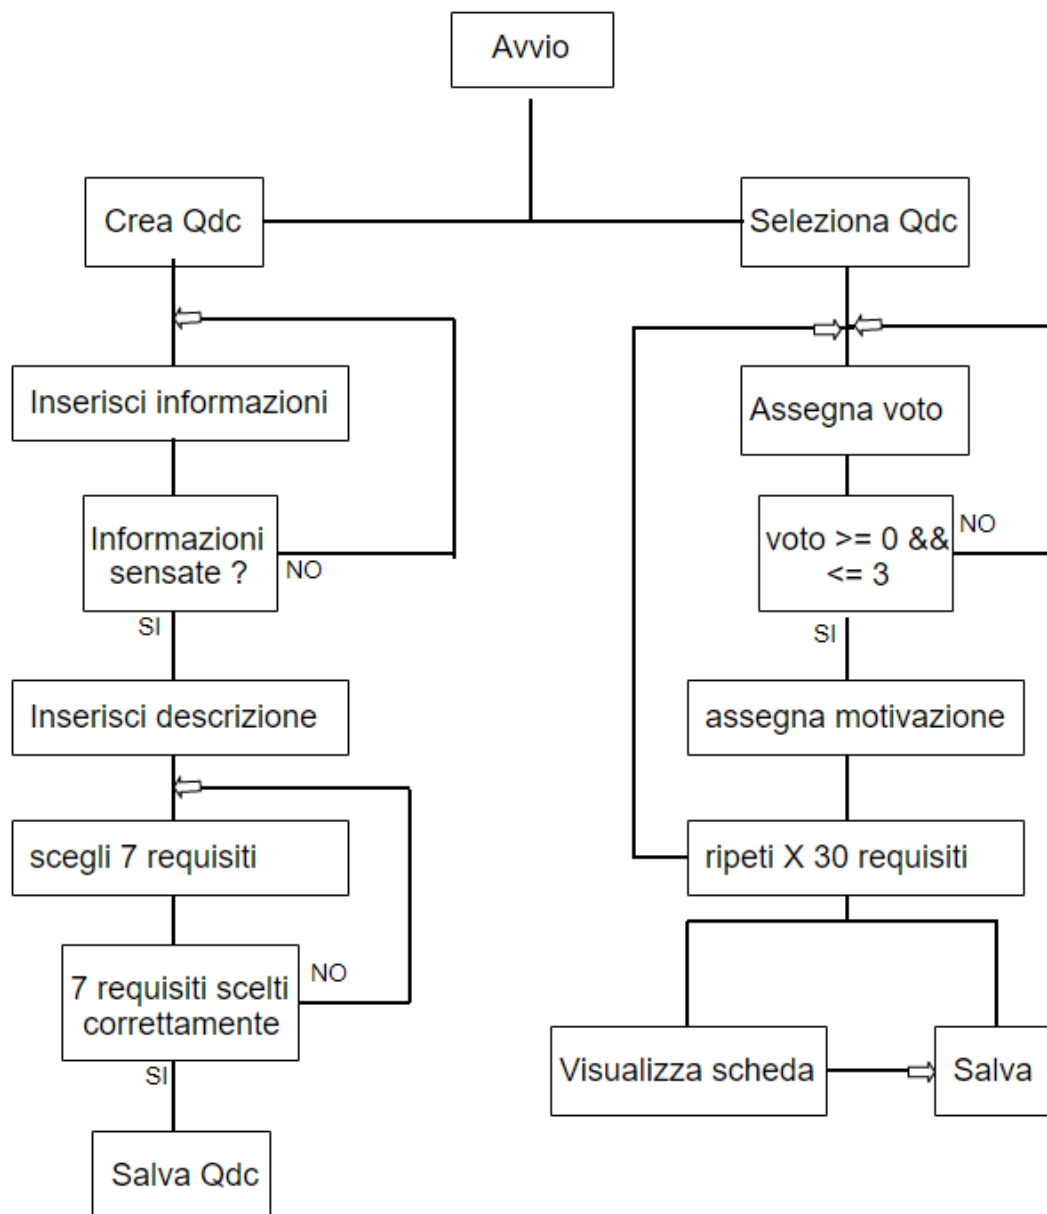 Avvio
Crea Qdc
Seleziona Qdc
Inserisci informazioni
Assegna voto
Informazioni
sensate ?
NO
voto >= 0 &&
<= 3
NO
SI
SI
Inserisci descrizione
assegna motivazione
scegli 7 requisiti
ripeti X 30 requisiti
7 requisiti scelti
correttamente
NO
SI
Visualizza scheda
Salva
Salva Qdc